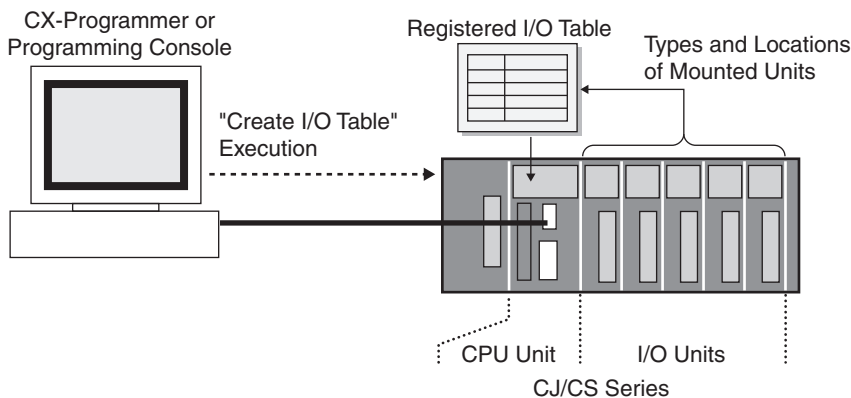 CX-Programmer or
Programming Console
Registered I/O Table
Types and Locations
of Mounted Units
"Create I/O Table"
Execution
CPU Unit
I/O Units
CJ/CS Series